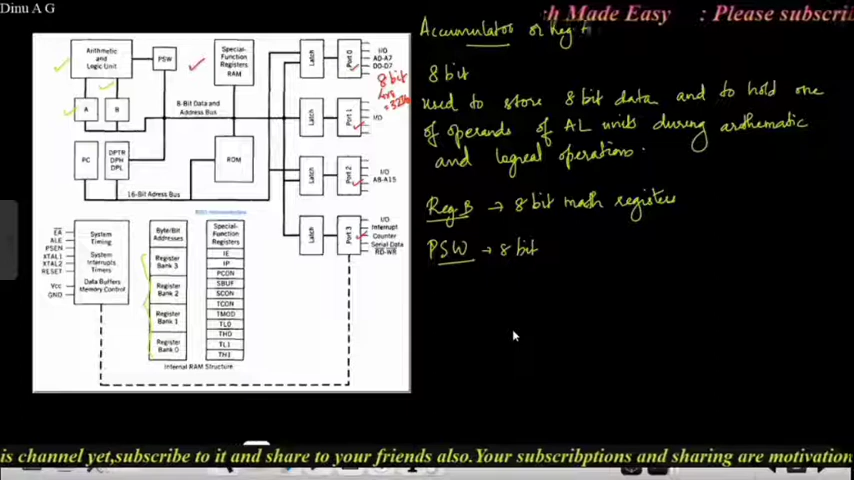 Dinu A G
sh Made Easy : Please subscri
Arithmetic
and
Logic Unit
PSW
Special-
Function
Registers
RAM
A
B
8-Bit Data and
Address Bus
PC
DPTR
DPH
DPL
ROM
16-Bit Adress Bus
Latch
Port 0
I/O
AD-A7
DO-D7
8 bit
Latch
Port 1
I/O
Latch
Port 2
I/O
A8-A15
Latch
Port 3
I/O
Interrupt
Counter
Serial Data
RD-WR
EA
ALE
PSEN
XTAL1
XTAL2
RESET
Vcc
GND
System
Timing
System
Interrupts
Timers
Data Buffers
Memory Control
Byte/Bit
Addresses
Register
Bank 3
Register
Bank 2
Register
Bank 1
Register
Bank 0
Special-
Function
Registers
IE
IP
PCON
SBUF
SCON
TCON
TMOD
TL0
TH0
TL1
TH1
Internal RAM Structure
Accumulator or Reg A
8 bit
used to store 8 bit data and to hold one
of operands of AL units during arthematic
and logical operations.
Reg.B → 8 bit math registers
PSW → 8 bit
is channel yet,subscribe to it and share to your friends also.Your subscribptions and sharing are motivation